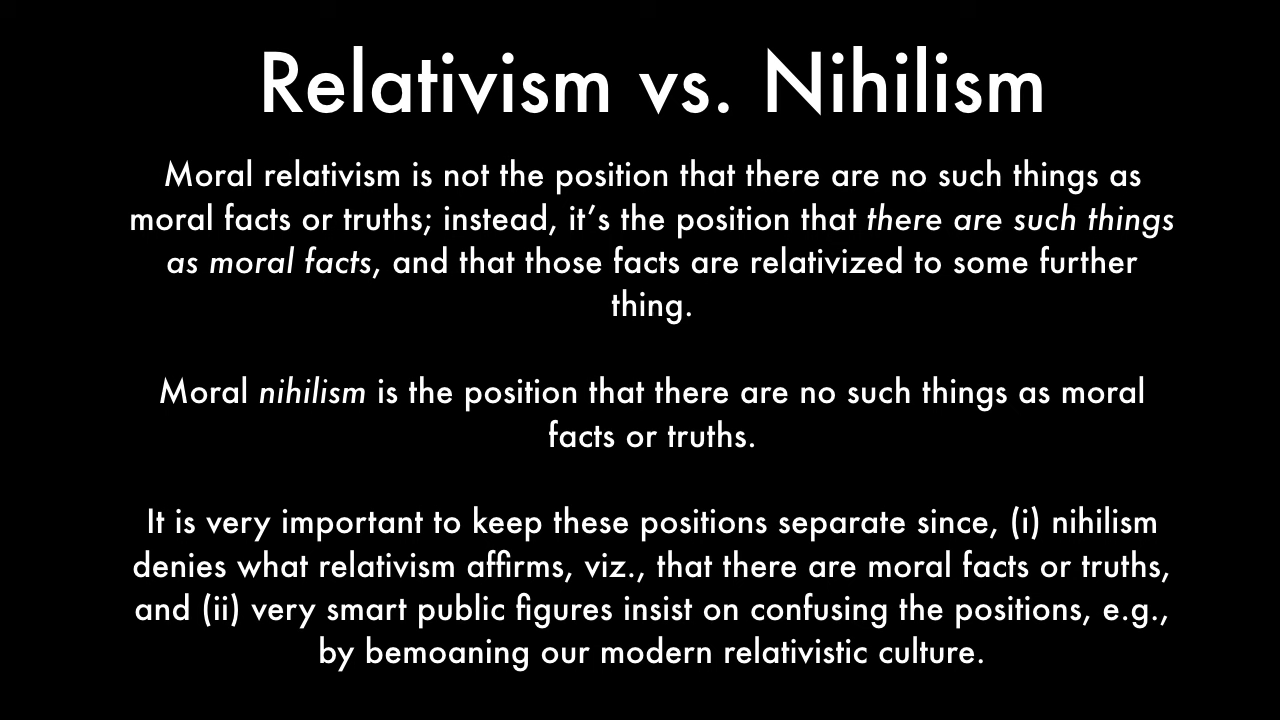 Relativism vs. Nihilism
Moral relativism is not the position that there are no such things as
moral facts or truths; instead, it’s the position that there are such things
as moral facts, and that those facts are relativized to some further
thing.
Moral nihilism is the position that there are no such things as moral
facts or truths.
It is very important to keep these positions separate since, (i) nihilism
denies what relativism affirms, viz., that there are moral facts or truths,
and (ii) very smart public figures insist on confusing the positions, e.g.,
by bemoaning our modern relativistic culture.